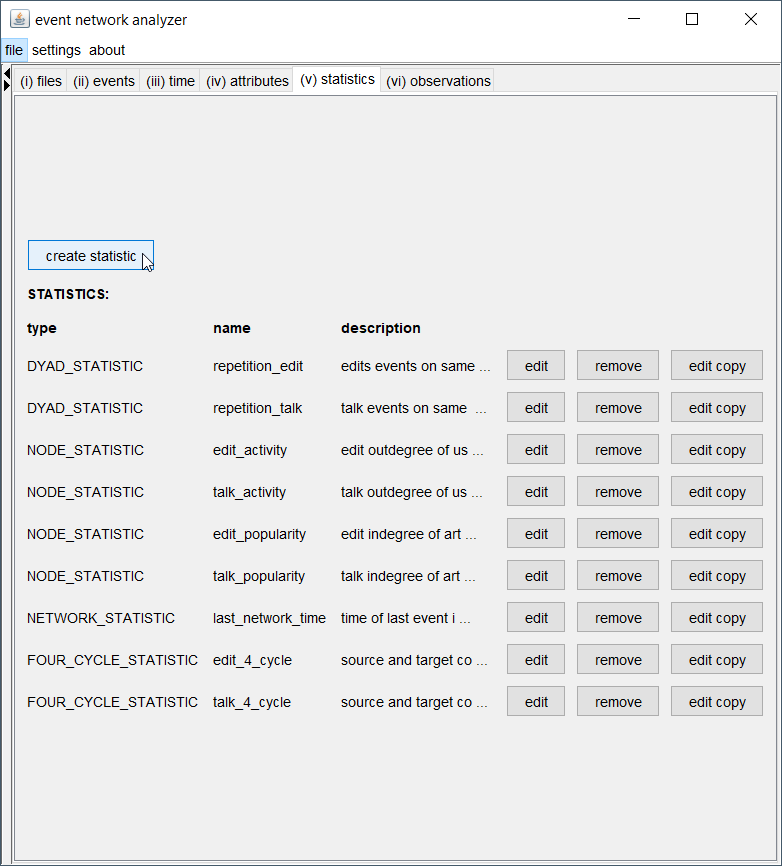 event network analyzer
file settings about
(i) files (ii) events (iii) time (iv) attributes (v) statistics (vi) observations
create statistic
STATISTICS:
type name description
DYAD_STATISTIC repetition_edit edits events on same ... edit remove edit copy
DYAD_STATISTIC repetition_talk talk events on same ... edit remove edit copy
NODE_STATISTIC edit_activity edit outdegree of us ... edit remove edit copy
NODE_STATISTIC talk_activity talk outdegree of us ... edit remove edit copy
NODE_STATISTIC edit_popularity edit indegree of art ... edit remove edit copy
NODE_STATISTIC talk_popularity talk indegree of art ... edit remove edit copy
NETWORK_STATISTIC last_network_time time of last event i ... edit remove edit copy
FOUR_CYCLE_STATISTIC edit_4_cycle source and target co ... edit remove edit copy
FOUR_CYCLE_STATISTIC talk_4_cycle source and target co ... edit remove edit copy